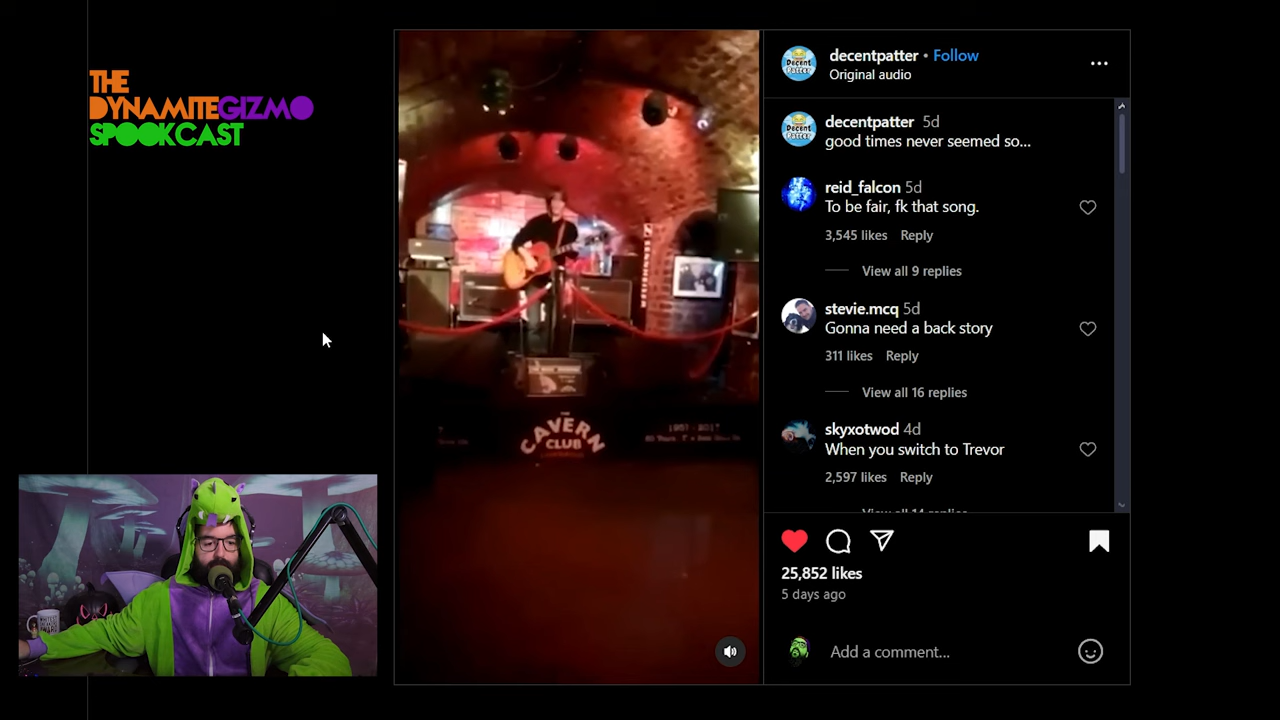 THE
DYNAMITEGIZMO
SPOOKCAST
THE
CAVERN
CLUB
decentpatter • Follow
Original audio
decentpatter 5d
good times never seemed so...
reid_falcon 5d
To be fair, fk that song.
3,545 likes Reply
View all 9 replies
stevie.mcq 5d
Gonna need a back story
311 likes Reply
View all 16 replies
skyxotwod 4d
When you switch to Trevor
2,597 likes Reply
25,852 likes
5 days ago
Add a comment...